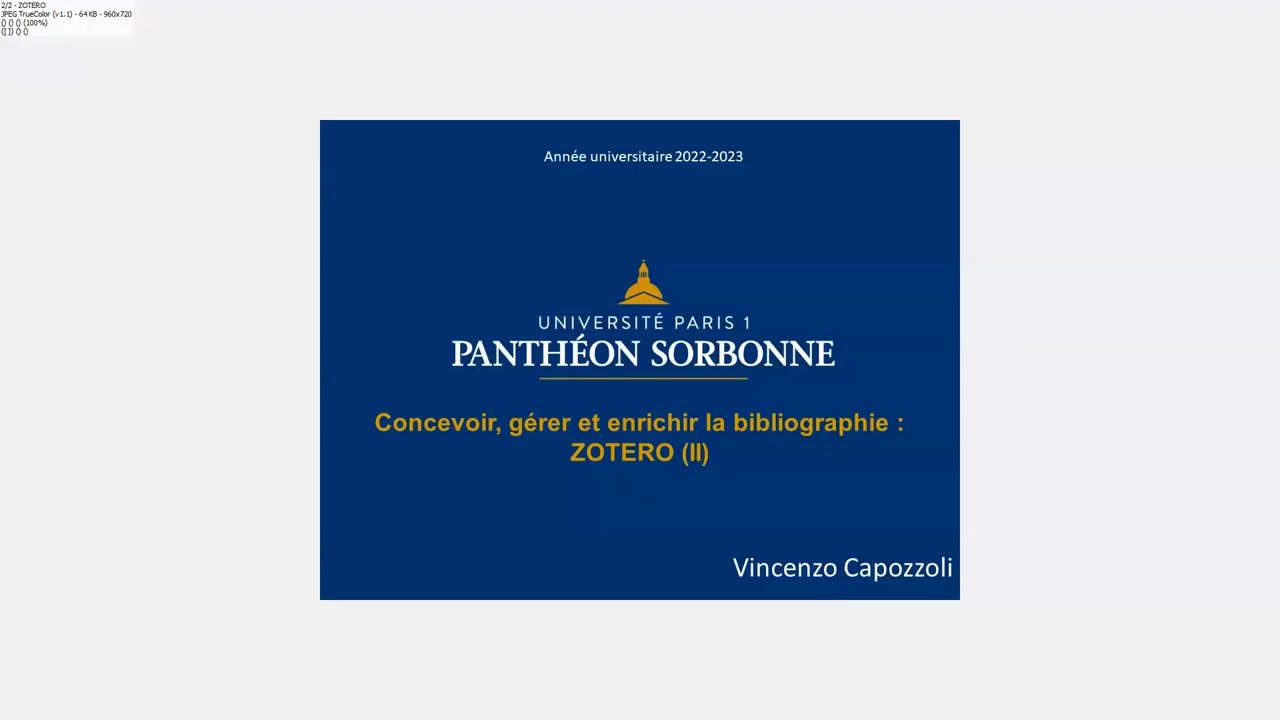 2/2 - ZOTERO
JPEG TrueColor (v1.1) - 64 KB - 960x720
() () () (100%)
([ ]) () ()
Année universitaire 2022-2023
UNIVERSITÉ PARIS 1
PANTHÉON SORBONNE
Concevoir, gérer et enrichir la bibliographie :
ZOTERO (II)
Vincenzo Capozzoli